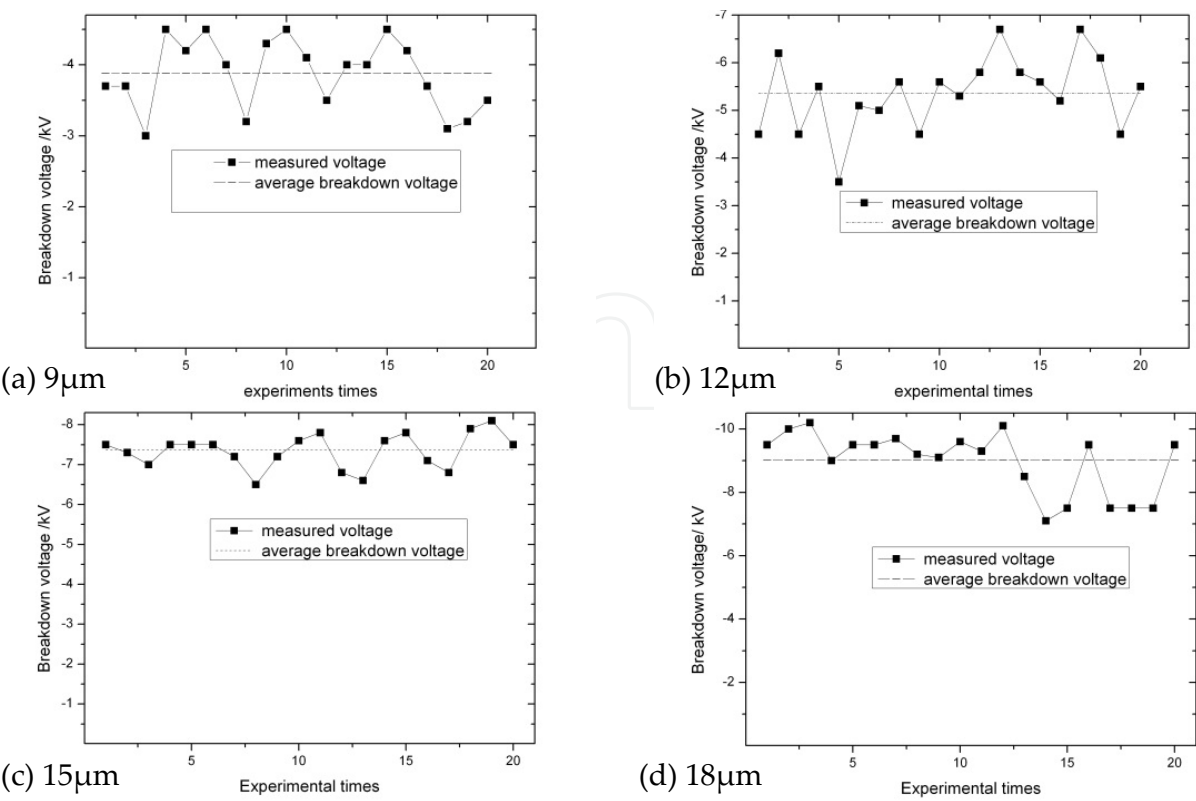 -4
-3
-2
-1
Breakdown voltage /kV
measured voltage
average breakdown voltage
5
10
15
20
experiments times
(a) 9µm
-7
-6
-5
-4
-3
-2
-1
Breakdown voltage /kV
measured voltage
average breakdown voltage
5
10
15
20
experimental times
(b) 12µm
-8
-7
-6
-5
-4
-3
-2
-1
Breakdown voltage /kV
measured voltage
average breakdown voltage
5
10
15
20
Experimental times
(c) 15µm
-10
-8
-6
-4
-2
Breakdown voltage/ kV
measured voltage
average breakdown voltage
5
10
15
20
Experimental times
(d) 18µm